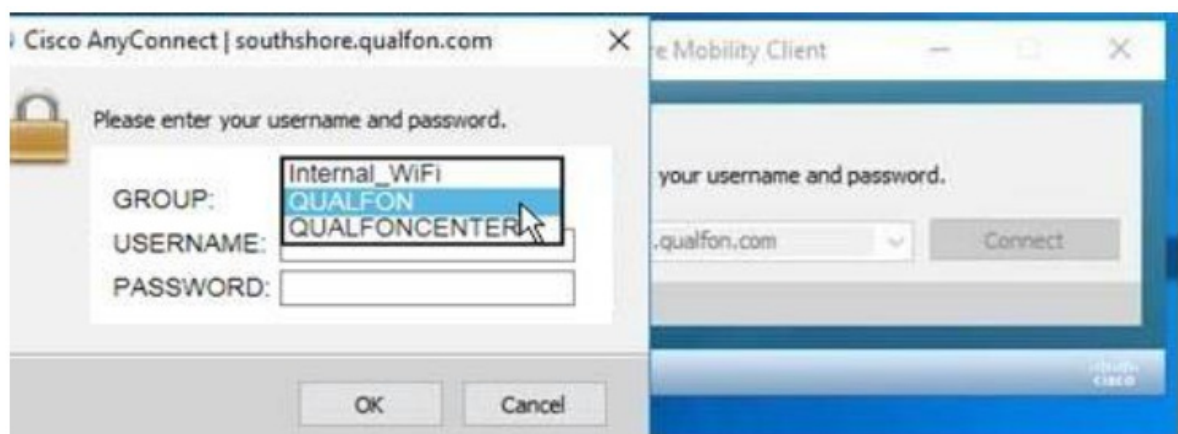 Cisco AnyConnect | southshore.qualfon.com
Please enter your username and password.
GROUP:
Internal_WiFi
QUALFON
QUALFONCENTER
USERNAME:
PASSWORD:
OK Cancel
e Mobility Client
your username and password.
.qualfon.com Connect
cisco